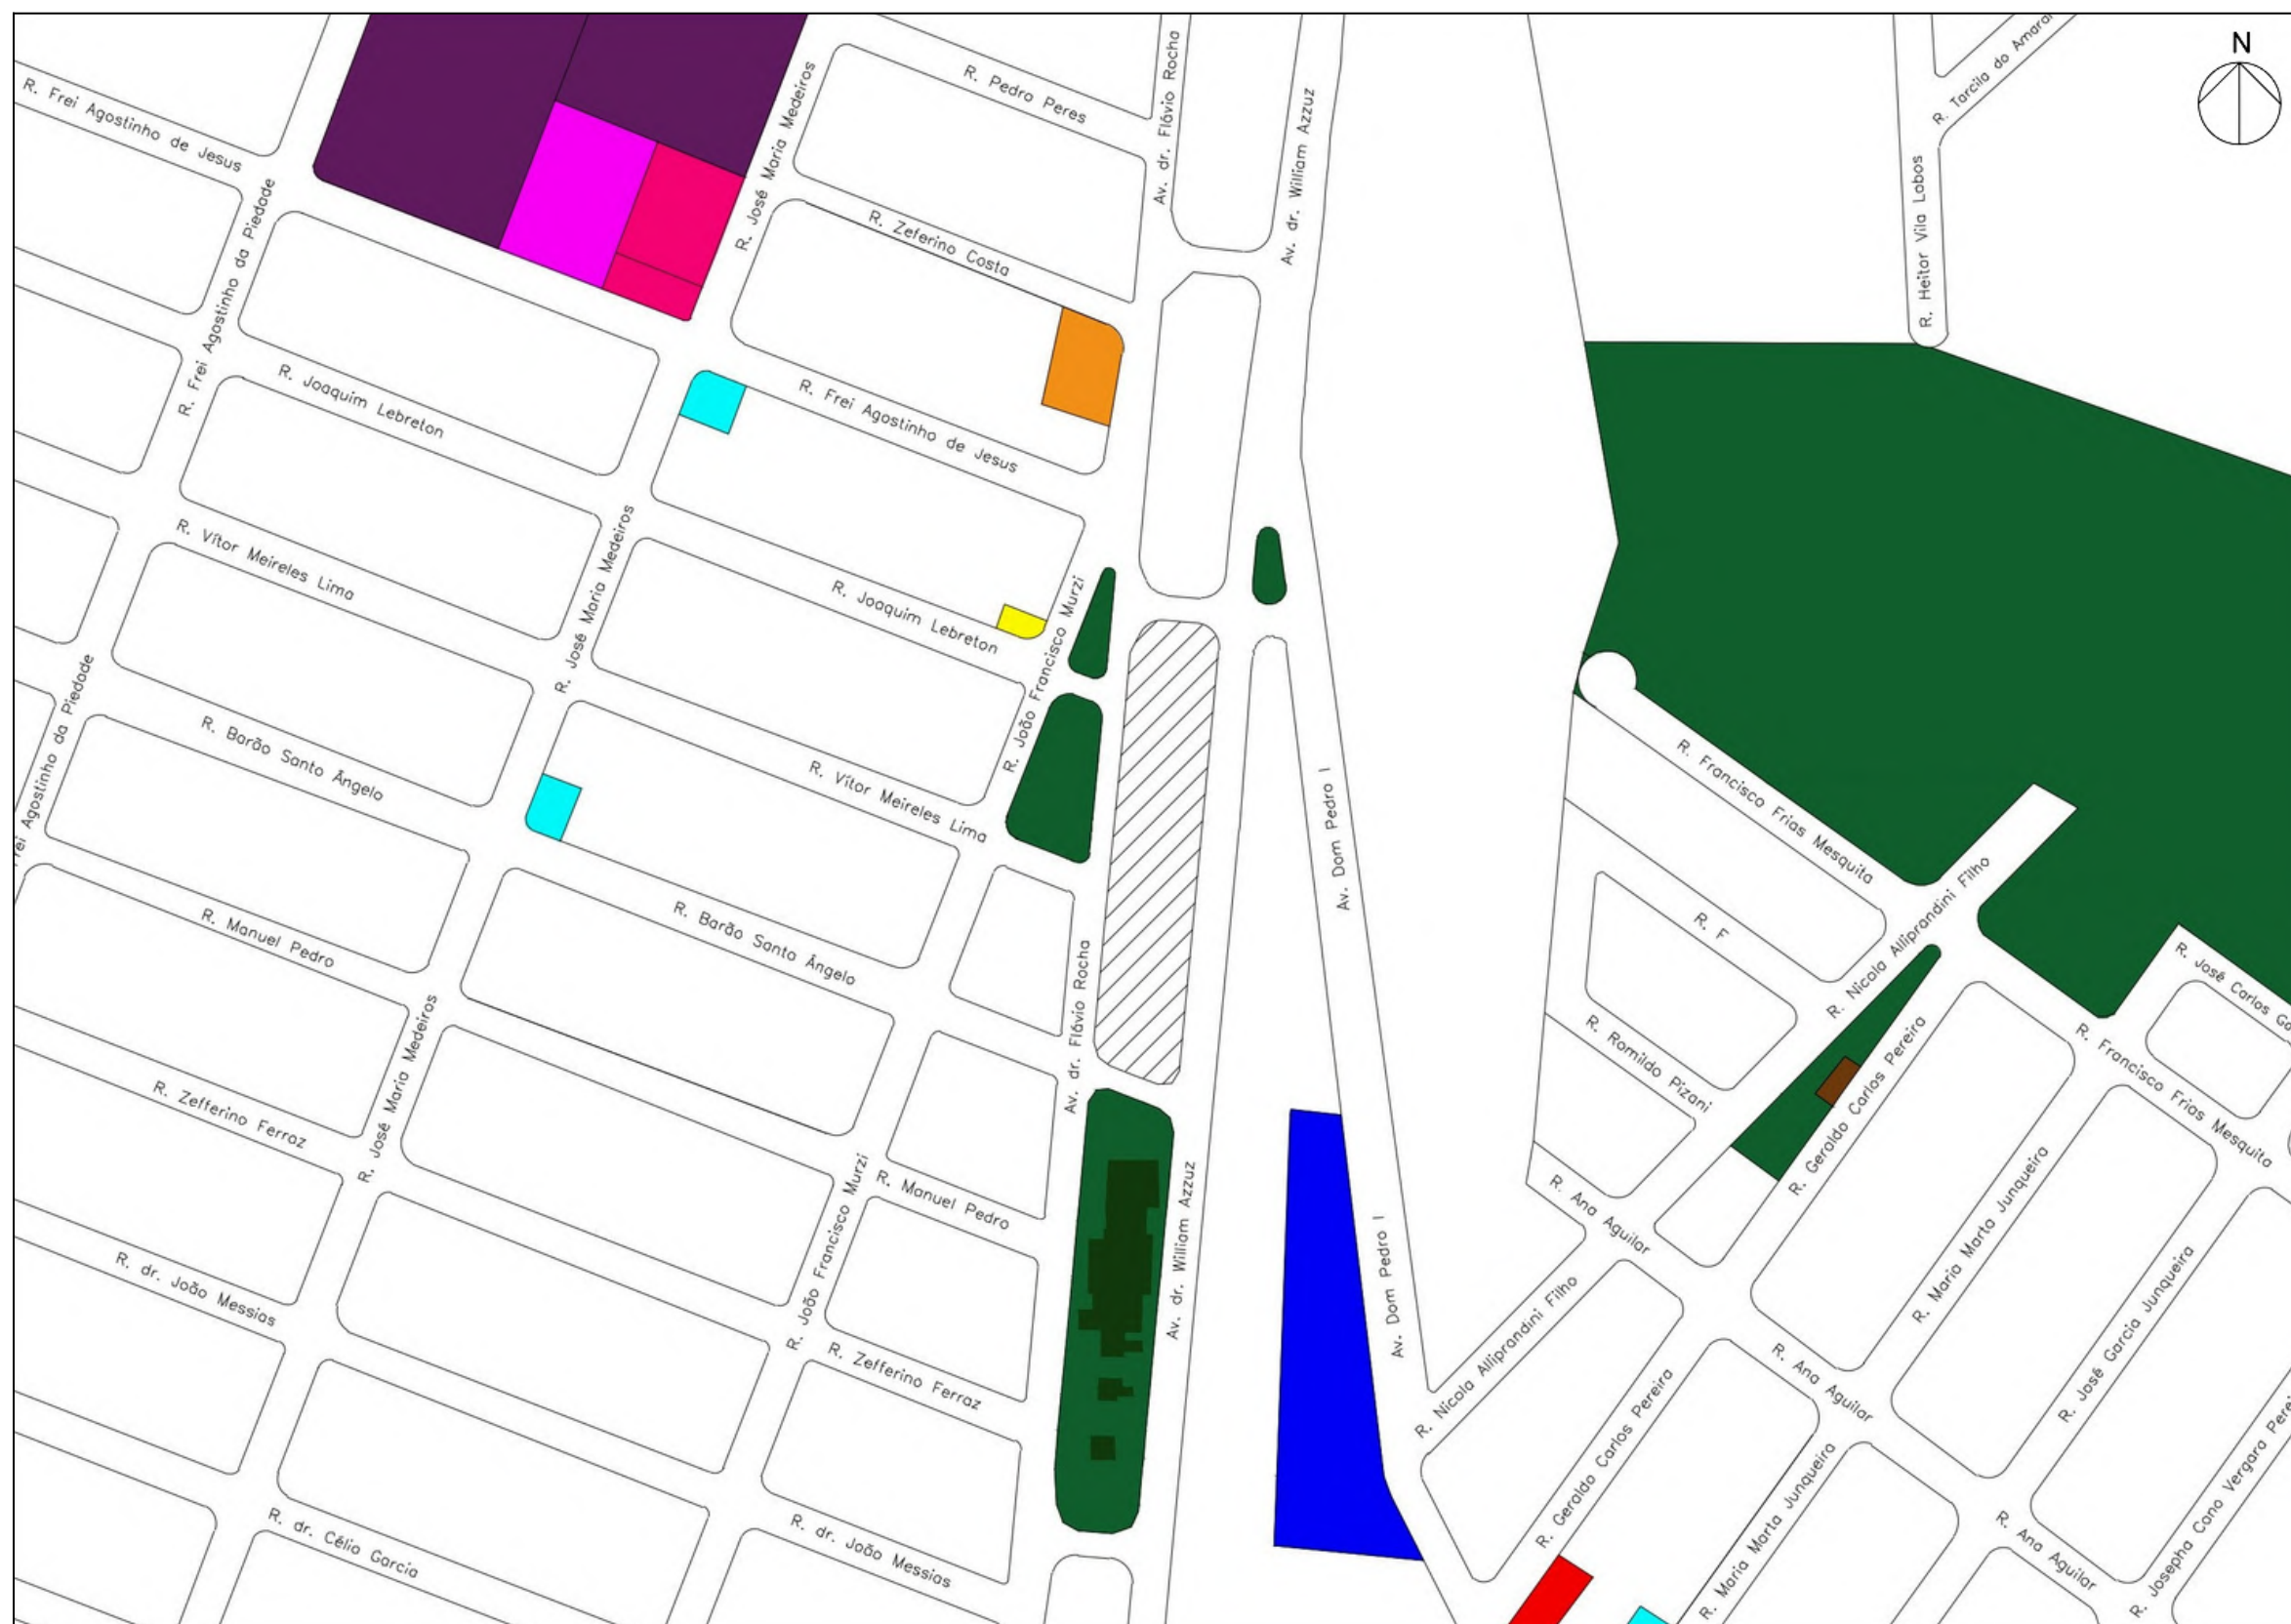 N
R. Tarcila do Amaral
R. Pedro Peres
Av. dr. Flávio Rocha
Av. dr. William Azzuz
R. José Maria Medeiros
R. Frei Agostinho de Jesus
R. Heitor Vila Lobos
R. Zeferino Costa
R. Frei Agostinho da Piedade
R. Joaquim Lebreton
R. Frei Agostinho de Jesus
R. Vítor Meireles Lima
R. José Maria Medeiros
R. Joaquim Lebreton
R. João Francisco Murzi
R. Barão Santo Ângelo
rei Agostinho da Piedade
R. Vítor Meireles Lima
Av. Dom Pedro I
R. Francisco Frias Mesquita
R. Manuel Pedro
R. Barão Santo Ângelo
R. F
R. Nicola Alliprandini Filho
R. José Carlos Go
Av. dr. Flávio Rocha
R. José Maria Medeiros
R. Romildo Pizani
R. Geraldo Carlos Pereira
R. Francisco Frias Mesquita
R. Zefferino Ferraz
R. Manuel Pedro
R. João Francisco Murzi
Av. dr. William Azzuz
R. Ana Aguilar
R. Maria Marta Junqueira
R. dr. João Messias
Av. Dom Pedro I
R. José Garcia Junqueira
R. Zefferino Ferraz
R. Nicola Alliprandini Filho
R. Ana Aguilar
R. Geraldo Carlos Pereira
R. Maria Marta Junqueiro
R. Josepha Cano Vergara Perei
R. dr. Célio Garcia
R. dr. João Messias
R. Ana Aguilar